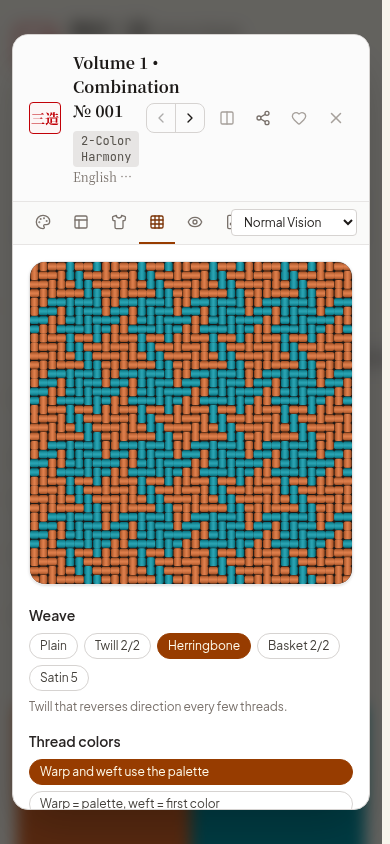 Volume 1 •
Combination
№ 001
三造
2-Color
Harmony
English ...
Normal Vision
Weave
Plain
Twill 2/2
Herringbone
Basket 2/2
Satin 5
Twill that reverses direction every few threads.
Thread colors
Warp and weft use the palette
Warp = palette, weft = first color